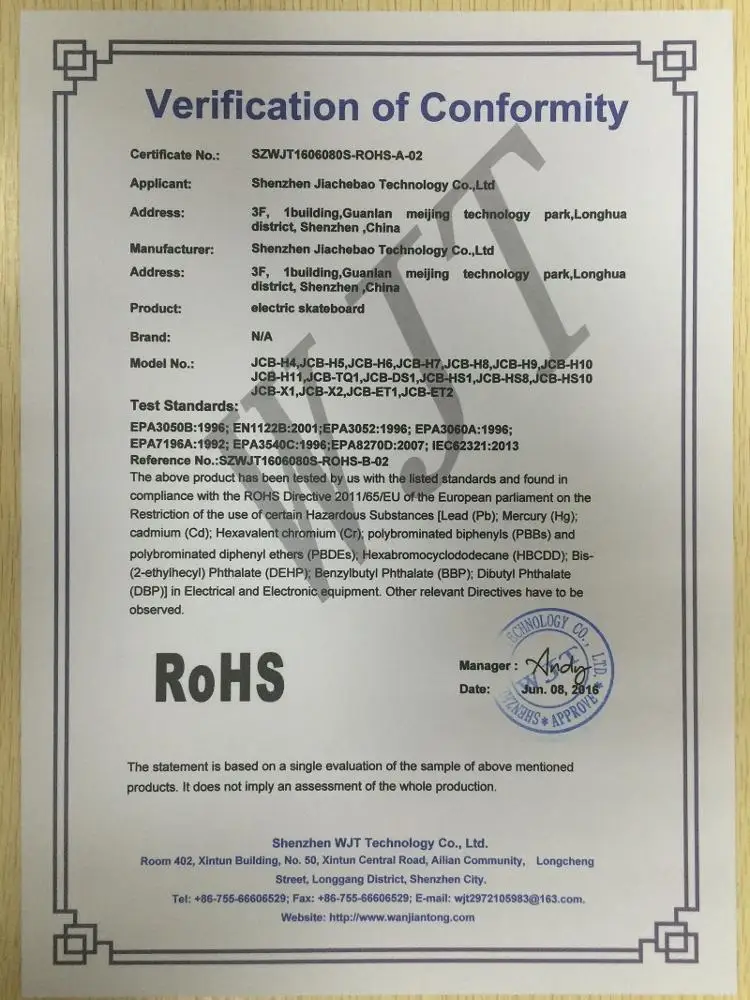 Verification of Conformity
Certificate No.: SZWJT1606080S-ROHS-A-02
Applicant: Shenzhen Jiachebao Technology Co.,Ltd
Address: 3F, 1building,Guanlan meijing technology park,Longhua
district, Shenzhen ,China
Manufacturer: Shenzhen Jiachebao Technology Co.,Ltd
Address: 3F, 1building,Guanlan meijing technology park,Longhua
district, Shenzhen ,China
Product: electric skateboard
Brand: N/A
Model No.: JCB-H4,JCB-H5,JCB-H6,JCB-H7,JCB-H8,JCB-H9,JCB-H10
JCB-H11,JCB-TQ1,JCB-DS1,JCB-HS1,JCB-HS8,JCB-HS10
JCB-X1,JCB-X2,JCB-ET1,JCB-ET2
Test Standards:
EPA3050B:1996; EN1122B:2001;EPA3052:1996; EPA3060A:1996;
EPA7196A:1992; EPA3540C:1996;EPA8270D:2007; IEC62321:2013
Reference No.:SZWJT1606080S-ROHS-B-02
The above product has been tested by us with the listed standards and found in
compliance with the ROHS Directive 2011/65/EU of the European parliament on the
Restriction of the use of certain Hazardous Substances [Lead (Pb); Mercury (Hg);
cadmium (Cd); Hexavalent chromium (Cr); polybrominated biphenyls (PBBs) and
polybrominated diphenyl ethers (PBDEs); Hexabromocyclododecane (HBCDD); Bis-
(2-ethylhecyl) Phthalate (DEHP); Benzylbutyl Phthalate (BBP); Dibutyl Phthalate
(DBP)] in Electrical and Electronic equipment. Other relevant Directives have to be
observed.
WJT
RoHS
Manager : Andy
Date: Jun. 08, 2016
TECHNOLOGY CO., LTD.
WJT
SHENZ
* APPROVE *
The statement is based on a single evaluation of the sample of above mentioned
products. It does not imply an assessment of the whole production.
Shenzhen WJT Technology Co., Ltd.
Room 402, Xintun Building, No. 50, Xintun Central Road, Ailian Community, Longcheng
Street, Longgang District, Shenzhen City.
Tel: +86-755-66606529; Fax: +86-755-66606529; E-mail: wjt2972105983@163.com.
Website: http://www.wanjiantong.com